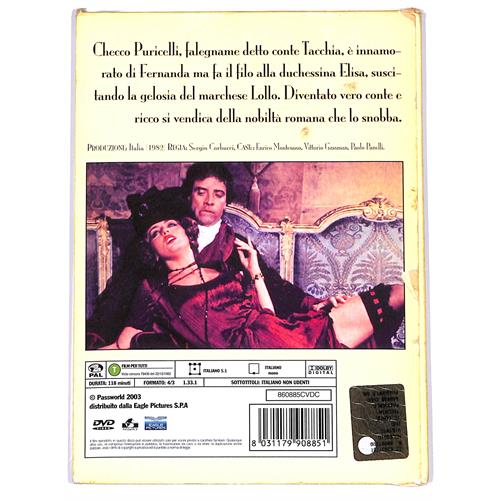 Checco Puricelli, falegname detto conte Tacchia, è innamo-
rato di Fernanda ma fa il filo alla duchessina Elisa, susci-
tando la gelosia del marchese Lollo. Diventato vero conte e
ricco si vendica della nobiltà romana che lo snobba.
PRODUZIONE: Italia (1982) REGIA: Sergio Corbucci, CAST: Enrico Montesano, Vittorio Gassman, Paolo Panelli.
PAL
T
FILM PER TUTTI
ITALIANO 5.1
ITALIANO
mono
DOLBY
DIGITAL
DURATA: 118 minuti
FORMATO: 4/3
1.33.1
SOTTOTITOLI: ITALIANO NON UDENTI
© Passworld 2003
distribuito dalla Eagle Pictures S.P.A
860885CVDC
DVD
VIDEO
8 031179 908851